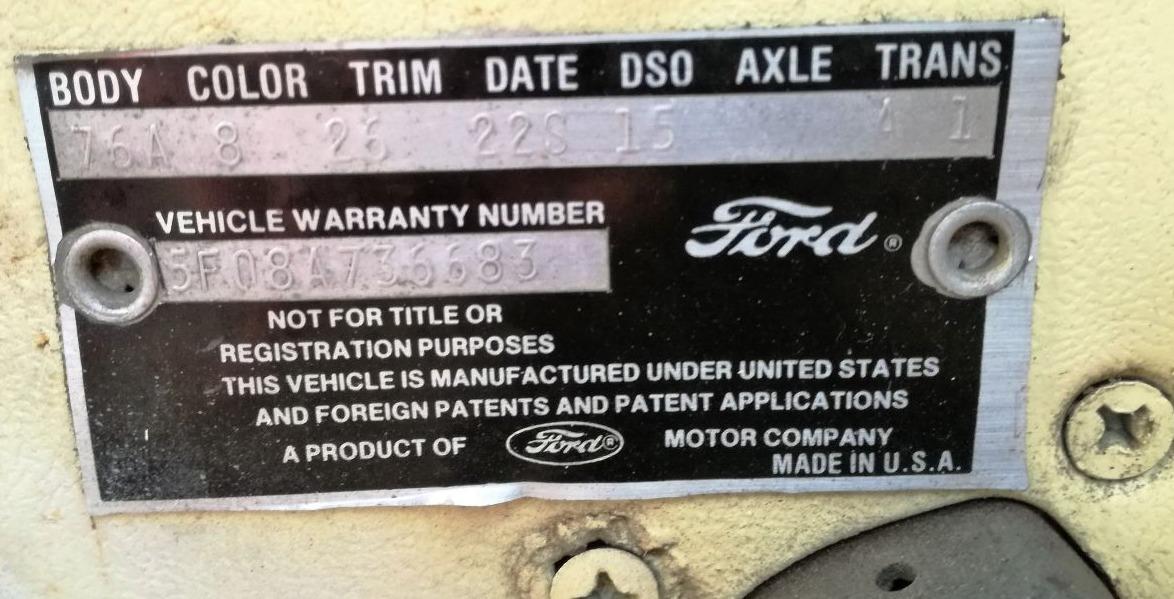 BODY COLOR TRIM DATE DSO AXLE TRANS
76A 8 26 22S 15 4 1
VEHICLE WARRANTY NUMBER
5F08A736683
Ford ®
NOT FOR TITLE OR
REGISTRATION PURPOSES
THIS VEHICLE IS MANUFACTURED UNDER UNITED STATES
AND FOREIGN PATENTS AND PATENT APPLICATIONS
A PRODUCT OF Ford ® MOTOR COMPANY
MADE IN U.S.A.